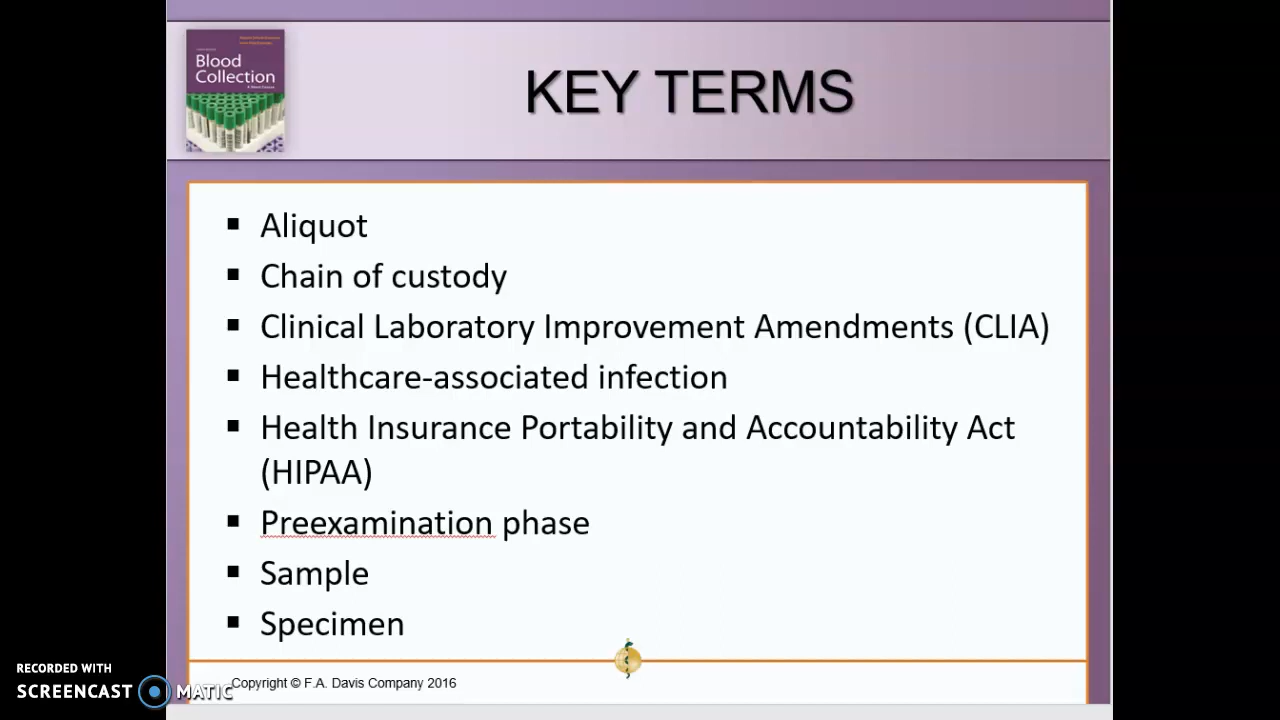 Blood
Collection
KEY TERMS
Aliquot
Chain of custody
Clinical Laboratory Improvement Amendments (CLIA)
Healthcare-associated infection
Health Insurance Portability and Accountability Act
(HIPAA)
Preexamination phase
Sample
Specimen
RECORDED WITH
SCREENCAST MATIC
Copyright © F.A. Davis Company 2016